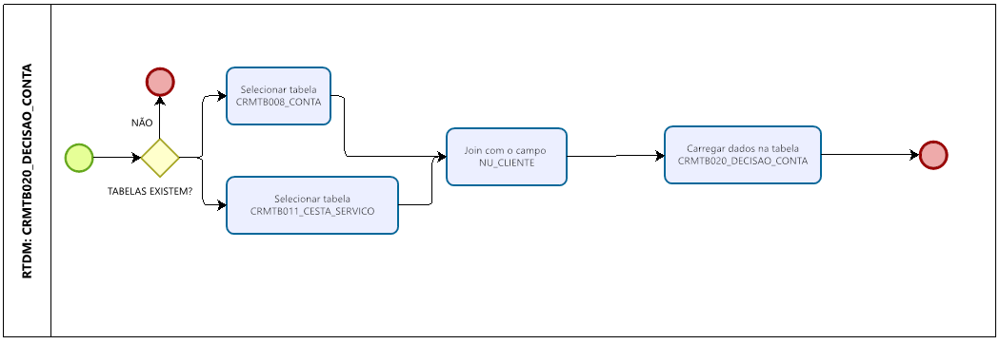 RTDM: CRMTB020_DECISAO_CONTA
NÃO
TABELAS EXISTEM?
Selecionar tabela
CRMTB008_CONTA
Selecionar tabela
CRMTB011_CESTA_SERVICO
Join com o campo
NU_CLIENTE
Carregar dados na tabela
CRMTB020_DECISAO_CONTA